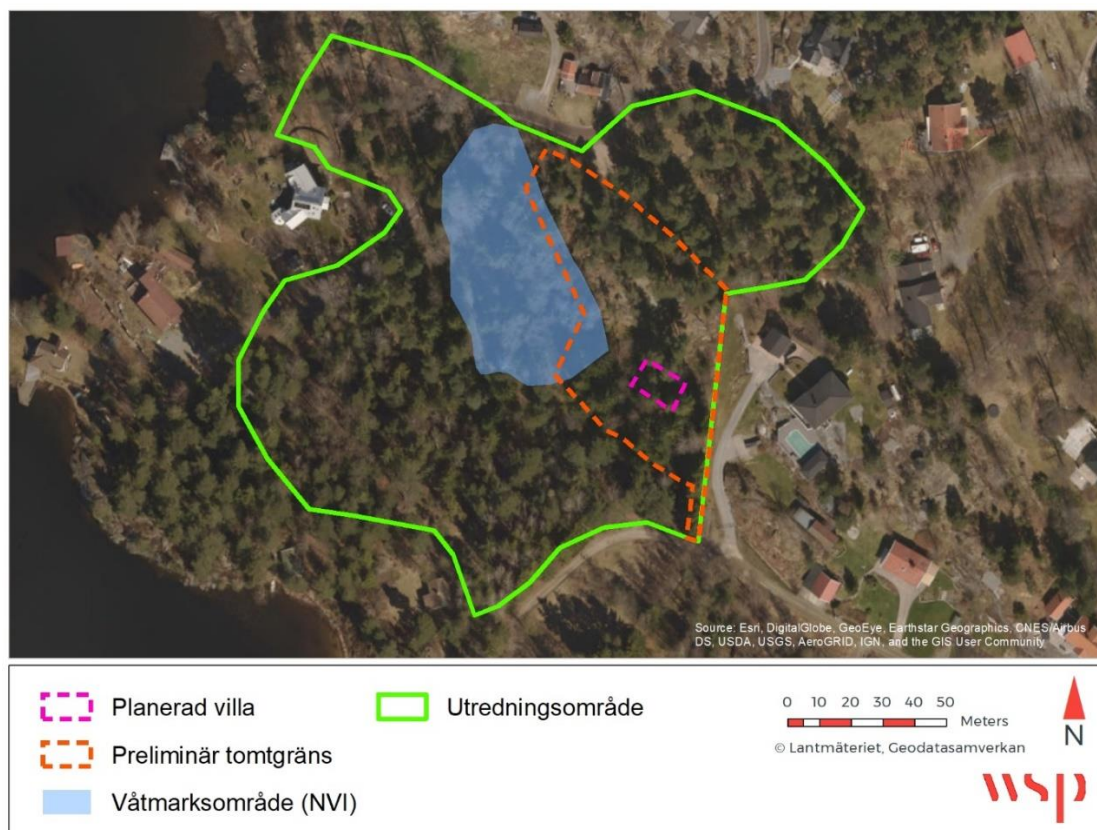 Source: Esri, DigitalGlobe, GeoEye, Earthstar Geographics, CNES/Airbus
DS, USDA, USGS, AeroGRID, IGN, and the GIS User Community
Planerad villa
Preliminär tomtgräns
Våtmarksområde (NVI)
Utredningsområde
0 10 20 30 40 50
Meters
© Lantmäteriet, Geodatasamverkan
N
wsp